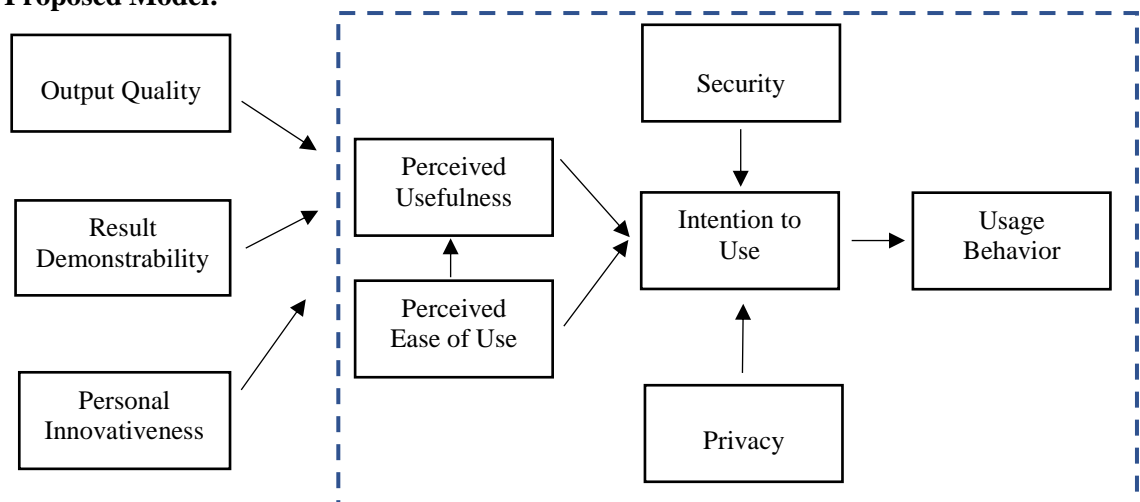 Proposed Model:
Output Quality
Result
Demonstrability
Personal
Innovativeness
Perceived
Usefulness
Perceived
Ease of Use
Security
Intention to
Use
Privacy
Usage
Behavior